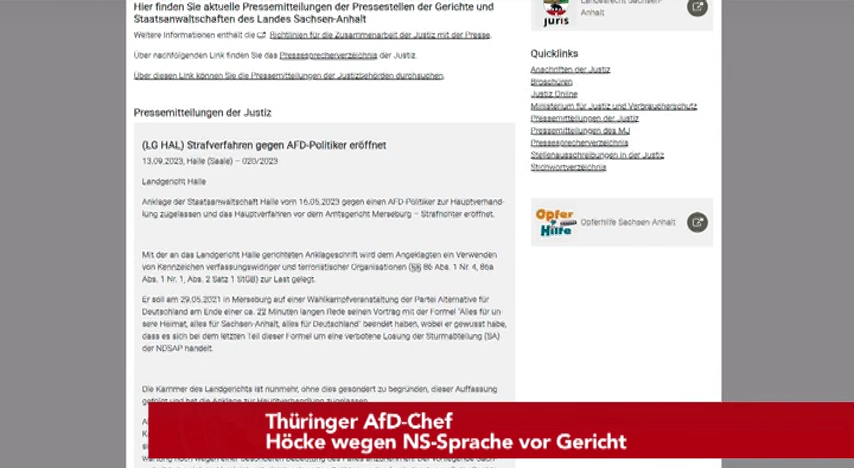 Hier finden Sie aktuelle Pressemitteilungen der Pressestellen der Gerichte und
Staatsanwaltschaften des Landes Sachsen-Anhalt
Weitere Informationen enthält die Richtlinien für die Zusammenarbeit der Justiz mit der Presse.
Über nachfolgenden Link finden Sie das Pressesprecherverzeichnis der Justiz.
Über diesen Link können Sie die Pressemitteilungen der Justizbehörden durchsuchen.
Pressemitteilungen der Justiz
(LG HAL) Strafverfahren gegen AFD-Politiker eröffnet
13.09.2023, Halle (Saale) – 020/2023
Landgericht Halle
Anklage der Staatsanwaltschaft Halle vom 16.05.2023 gegen einen AFD-Politiker zur Hauptverhand-
lung zugelassen und das Hauptverfahren vor dem Amtsgericht Merseburg – Strafrichter eröffnet.
Mit der an das Landgericht Halle gerichteten Anklageschrift wird dem Angeklagten ein Verwenden
von Kennzeichen verfassungswidriger und terroristischer Organisationen (§§ 86 Abs. 1 Nr. 4, 86a
Abs. 1 Nr. 1, Abs. 2 Satz 1 StGB) zur Last gelegt.
Er soll am 29.05.2021 in Merseburg auf einer Wahlkampfveranstaltung der Partei Alternative für
Deutschland am Ende einer ca. 22 Minuten langen Rede seinen Vortrag mit der Formel "Alles für un-
sere Heimat, alles für Sachsen-Anhalt, alles für Deutschland" beendet haben, wobei er gewusst habe,
dass es sich bei dem letzten Teil dieser Formel um eine verbotene Losung der Sturmabteilung (SA)
der NDSAP handelt.
Die Kammer des Landgerichts ist nunmehr, ohne dies gesondert zu begründen, dieser Auffassung
gefolgt und hat die Anklage zur Hauptverhandlung zugelassen.
juris
Landesrecht Sachsen-
Anhalt
Quicklinks
Anschriften der Justiz
Broschüren
Justiz Online
Ministerium für Justiz und Verbraucherschutz
Pressemitteilungen der Justiz
Pressemitteilungen des MJ
Pressesprecherverzeichnis
Stellenausschreibungen in der Justiz
Stichwortverzeichnis
Opfer
Hilfe
Opferhilfe Sachsen-Anhalt
Thüringer AfD-Chef
Höcke wegen NS-Sprache vor Gericht